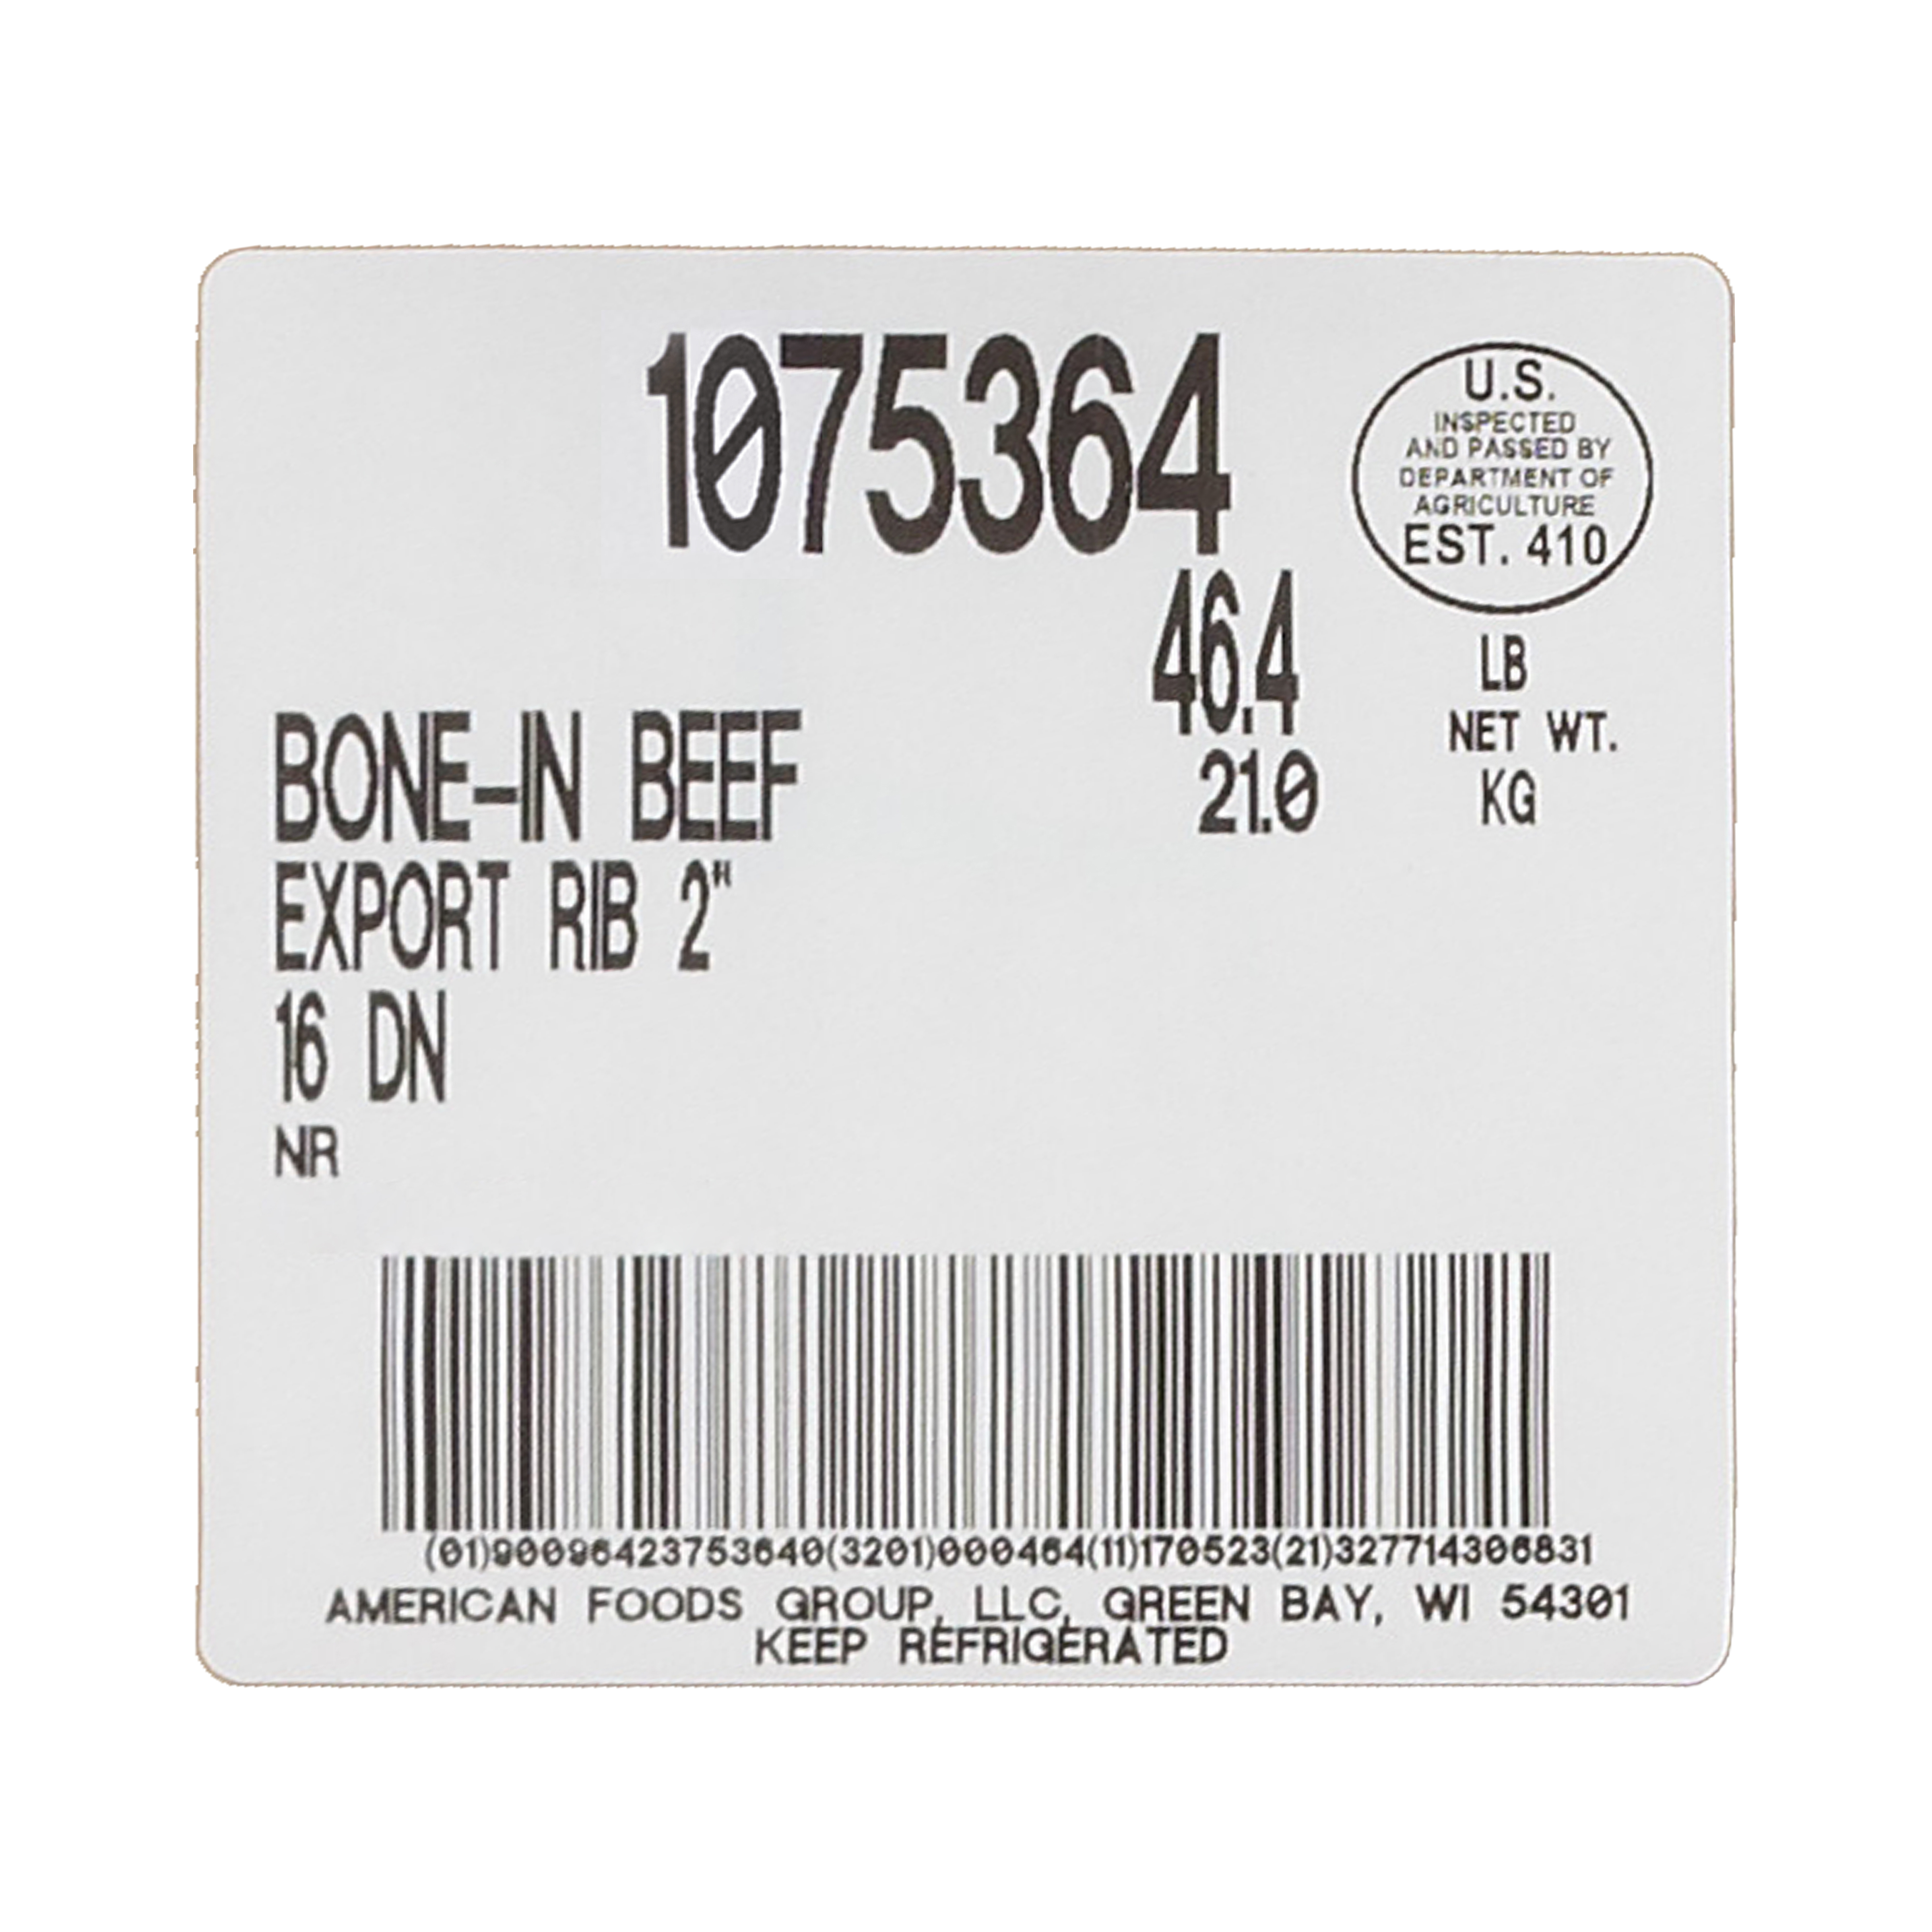 1075364
U.S.
INSPECTED
AND PASSED BY
DEPARTMENT OF
AGRICULTURE
EST. 410
46.4 LB
NET WT.
21.0 KG
BONE-IN BEEF
EXPORT RIB 2"
16 DN
NR
(01)90096423753640(3201)000464(11)170523(21)327714306831
AMERICAN FOODS GROUP, LLC, GREEN BAY, WI 54301
KEEP REFRIGERATED